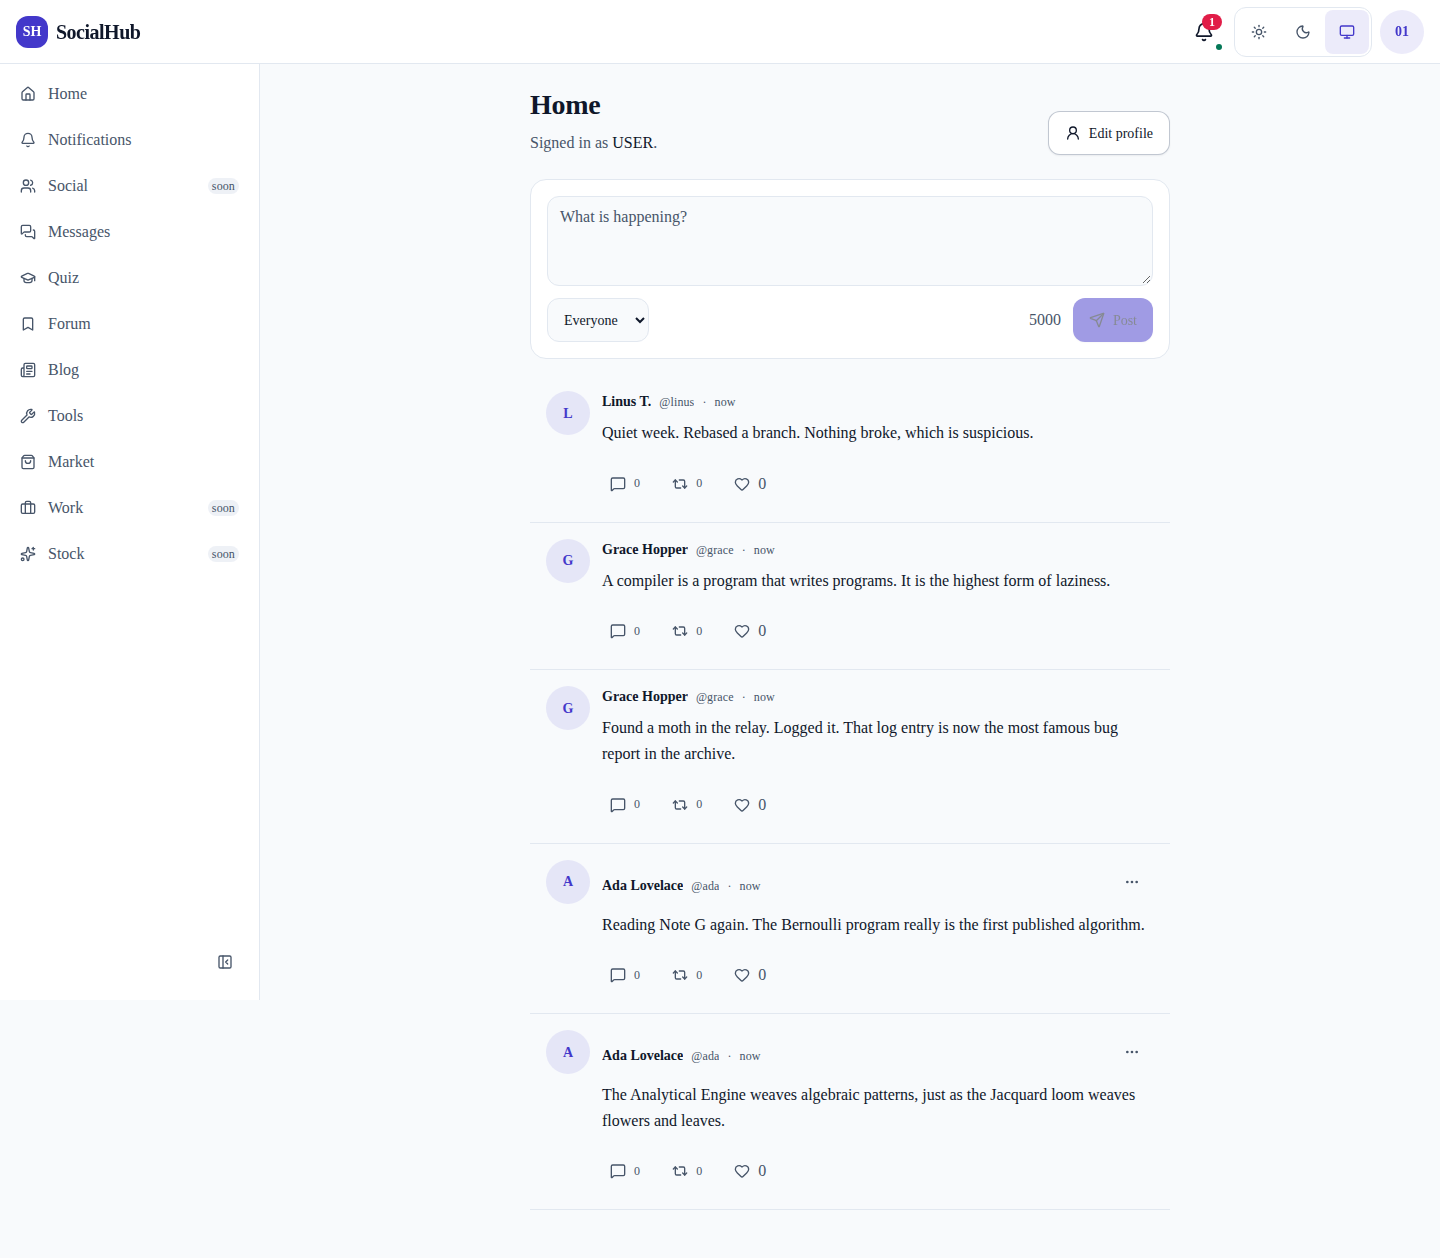 SH SocialHub
1
01
Home
Notifications
Social soon
Messages
Quiz
Forum
Blog
Tools
Market
Work soon
Stock soon
Home
Signed in as USER.
Edit profile
What is happening?
Everyone
5000
Post
L
Linus T. @linus · now
Quiet week. Rebased a branch. Nothing broke, which is suspicious.
0 0 0
G
Grace Hopper @grace · now
A compiler is a program that writes programs. It is the highest form of laziness.
0 0 0
G
Grace Hopper @grace · now
Found a moth in the relay. Logged it. That log entry is now the most famous bug
report in the archive.
0 0 0
A
Ada Lovelace @ada · now
Reading Note G again. The Bernoulli program really is the first published algorithm.
0 0 0
A
Ada Lovelace @ada · now
The Analytical Engine weaves algebraic patterns, just as the Jacquard loom weaves
flowers and leaves.
0 0 0